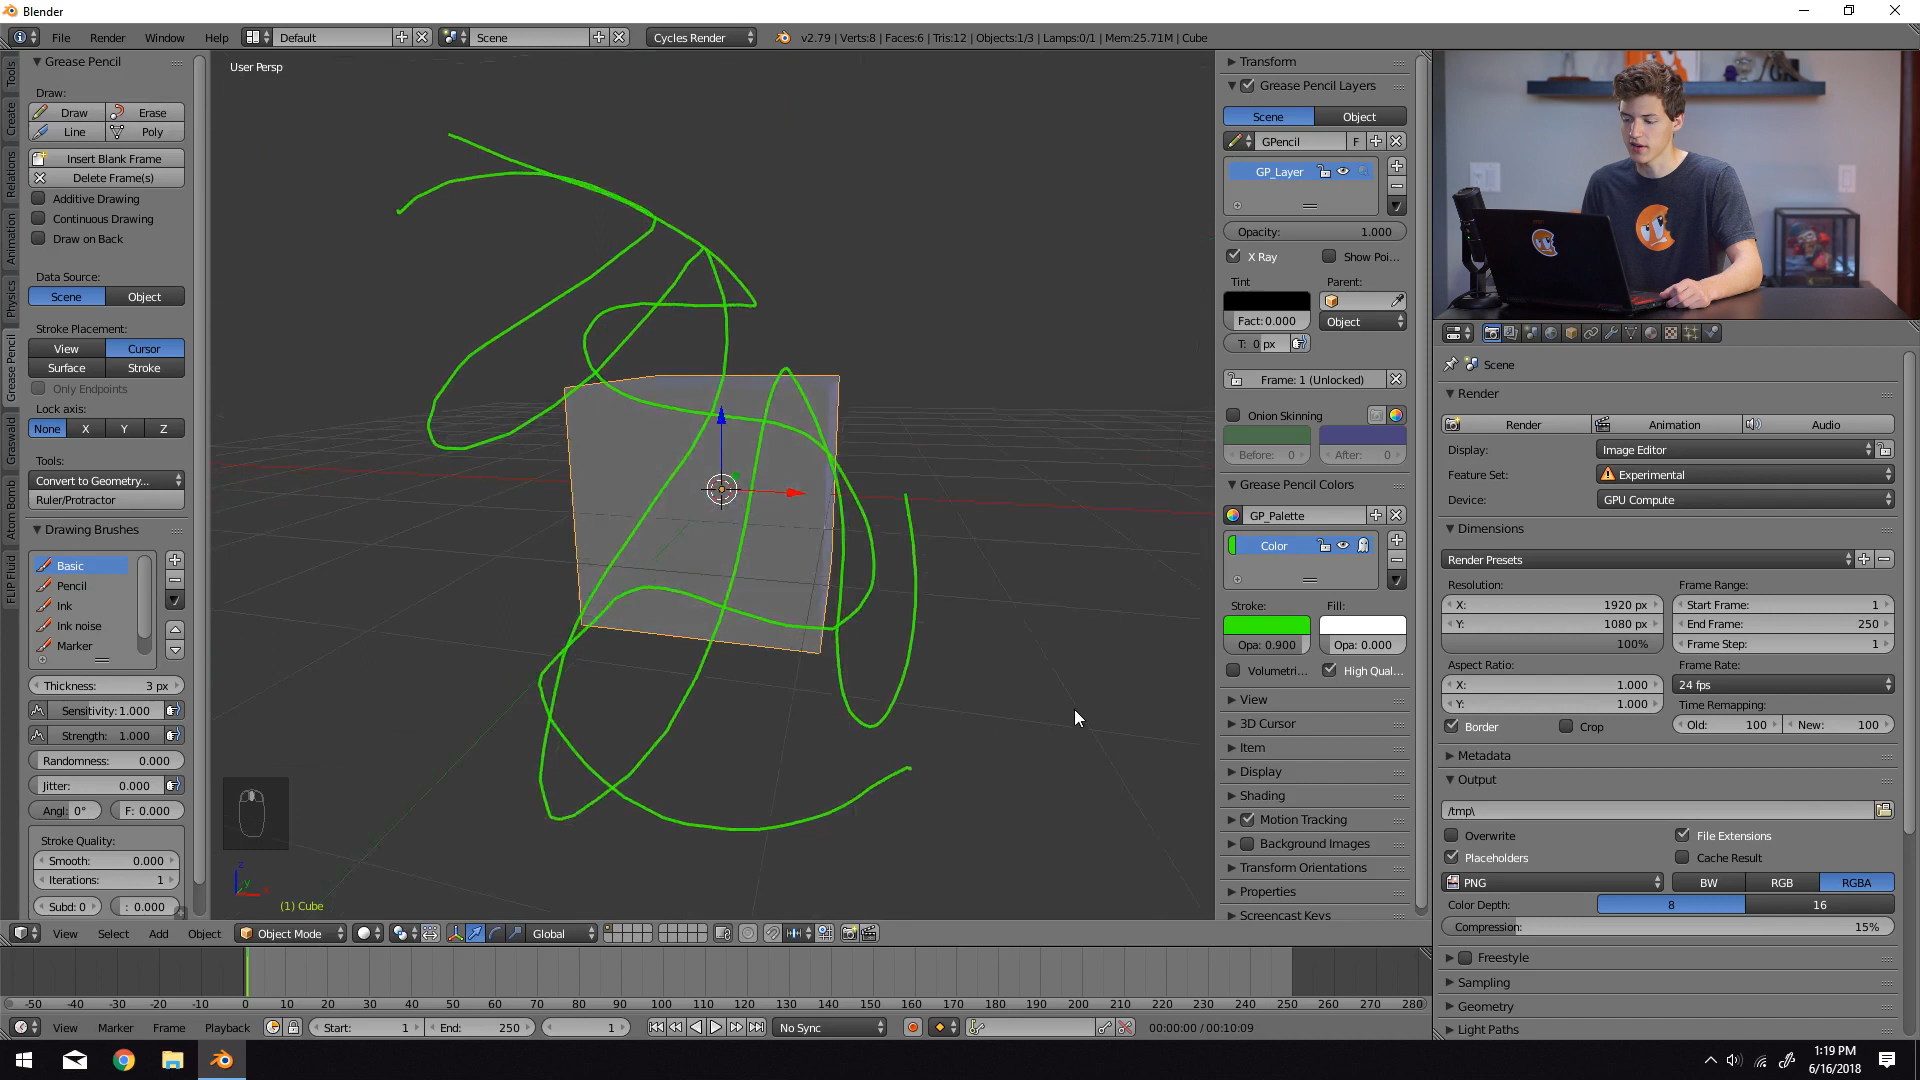 Blender
File Render Window Help Default Scene Cycles Render v2.79 | Verts:8 | Faces:6 | Tris:12 | Objects:1/3 | Lamps:0/1 | Mem:25.71M | Cube
Tools
Create
Relations
Animation
Physics
Grease Pencil
Graswald
Atom Bomb
FLIP Fluid
Grease Pencil
Draw:
Draw Erase
Line Poly
Insert Blank Frame
Delete Frame(s)
Additive Drawing
Continuous Drawing
Draw on Back
Data Source:
Scene Object
Stroke Placement:
View Cursor
Surface Stroke
Only Endpoints
Lock axis:
None X Y Z
Tools:
Convert to Geometry...
Ruler/Protractor
Drawing Brushes
Basic
Pencil
Ink
Ink noise
Marker
Thickness: 3 px
Sensitivity: 1.000
Strength: 1.000
Randomness: 0.000
Jitter: 0.000
Angl: 0° F: 0.000
Stroke Quality:
Smooth: 0.000
Iterations: 1
Subd: 0 : 0.000
User Persp
z
y
x
(1) Cube
Transform
Grease Pencil Layers
Scene Object
GPencil F
GP_Layer
Opacity: 1.000
X Ray Show Poi...
Tint Parent:
Fact: 0.000 Object
T: 0 px
Frame: 1 (Unlocked)
Onion Skinning
Before: 0 After: 0
Grease Pencil Colors
GP_Palette
Color
Stroke: Fill:
Opa: 0.900 Opa: 0.000
Volumetri... High Qual...
View
3D Cursor
Item
Display
Shading
Motion Tracking
Background Images
Transform Orientations
Properties
Screencast Keys
Scene
Render
Render Animation Audio
Display: Image Editor
Feature Set: Experimental
Device: GPU Compute
Dimensions
Render Presets
Resolution: Frame Range:
X: 1920 px Start Frame: 1
Y: 1080 px End Frame: 250
100% Frame Step: 1
Aspect Ratio: Frame Rate:
X: 1.000 24 fps
Y: 1.000 Time Remapping:
Border Crop Old: 100 New: 100
Metadata
Output
/tmp\
Overwrite File Extensions
Placeholders Cache Result
PNG BW RGB RGBA
Color Depth: 8 16
Compression: 15%
Freestyle
Sampling
Geometry
Light Paths
View Select Add Object Object Mode Global
-50 -40 -30 -20 -10 0 10 20 30 40 50 60 70 80 90 100 110 120 130 140 150 160 170 180 190 200 210 220 230 240 250 260 270 280
View Marker Frame Playback Start: 1 End: 250 1 No Sync 00:00:00 / 00:10:09
1:19 PM
6/16/2018